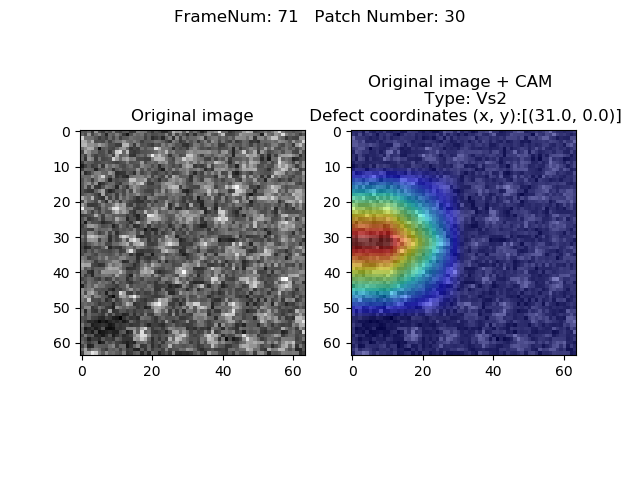 FrameNum: 71   Patch Number: 30
Original image
0
10
20
30
40
50
60
0 20 40 60
Original image + CAM
Type: Vs2
Defect coordinates (x, y):[(31.0, 0.0)]
0
10
20
30
40
50
60
0 20 40 60